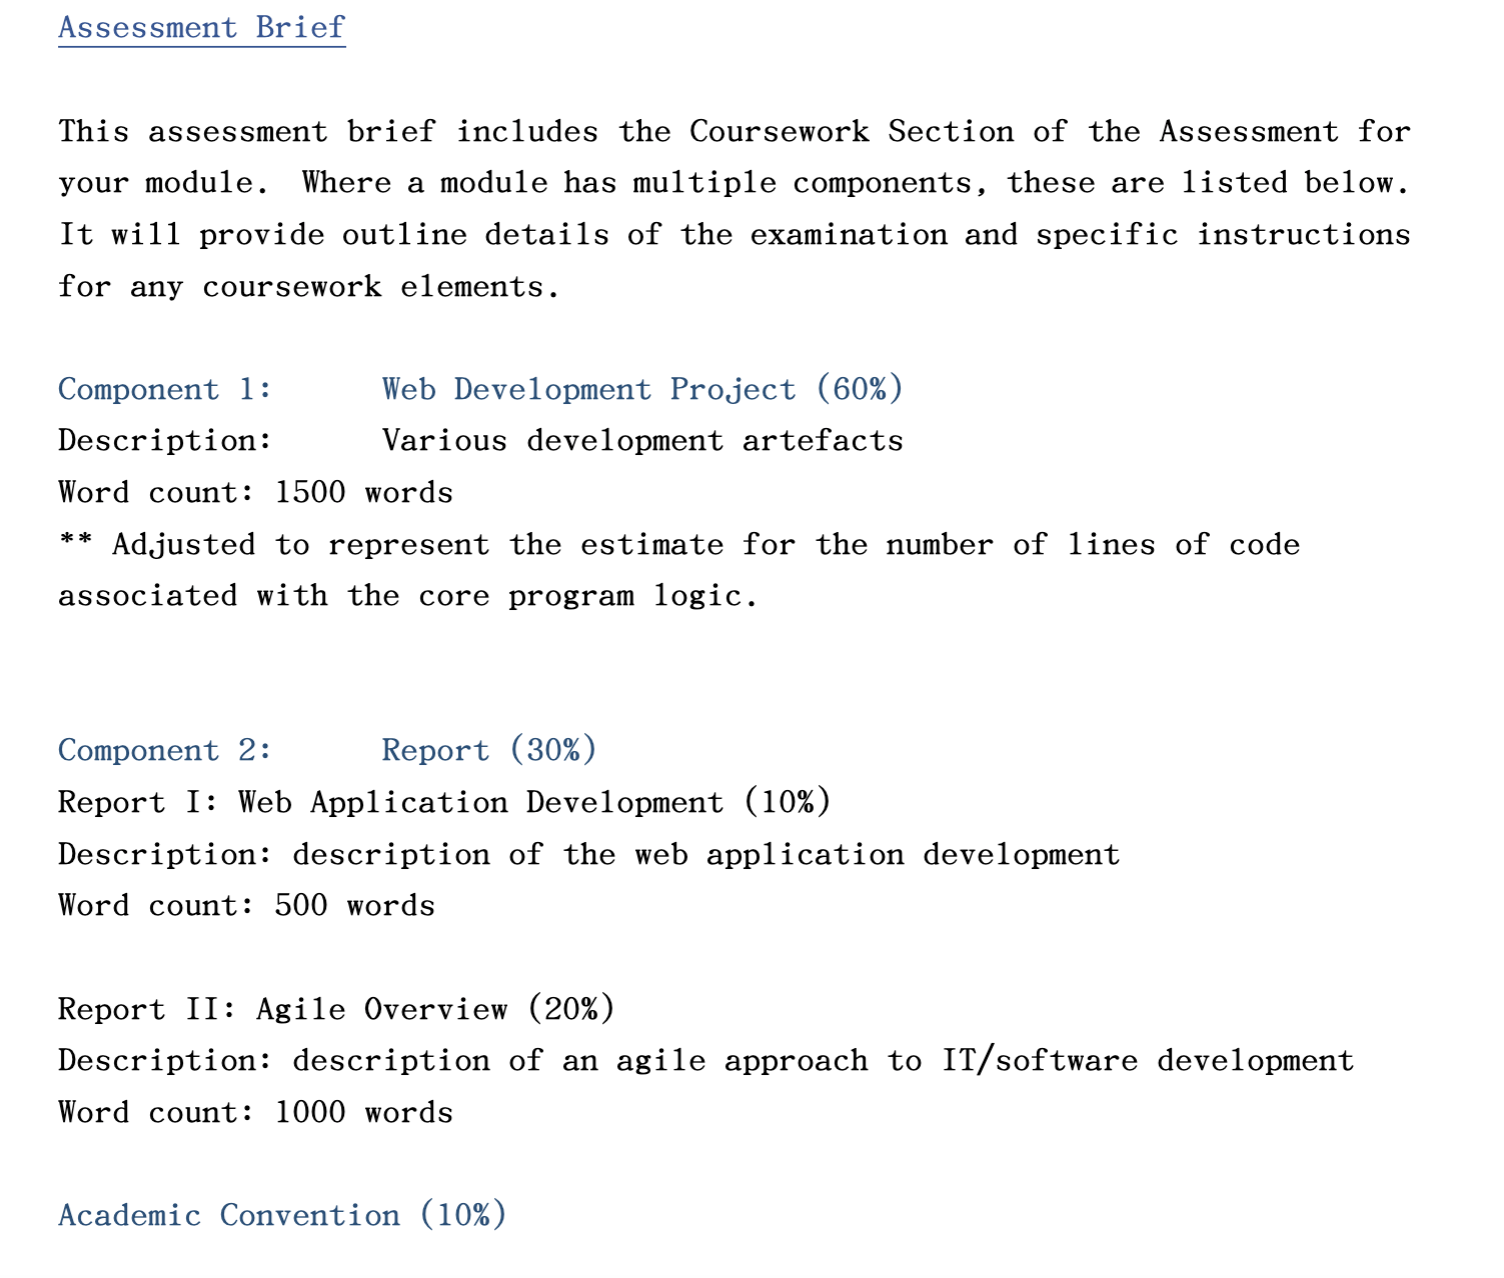 Assessment Brief
This assessment brief includes the Coursework Section of the Assessment for
your module. Where a module has multiple components, these are listed below.
It will provide outline details of the examination and specific instructions
for any coursework elements.
Component 1: Web Development Project (60%)
Description: Various development artefacts
Word count: 1500 words
** Adjusted to represent the estimate for the number of lines of code
associated with the core program logic.
Component 2: Report (30%)
Report I: Web Application Development (10%)
Description: description of the web application development
Word count: 500 words
Report II: Agile Overview (20%)
Description: description of an agile approach to IT/software development
Word count: 1000 words
Academic Convention (10%)